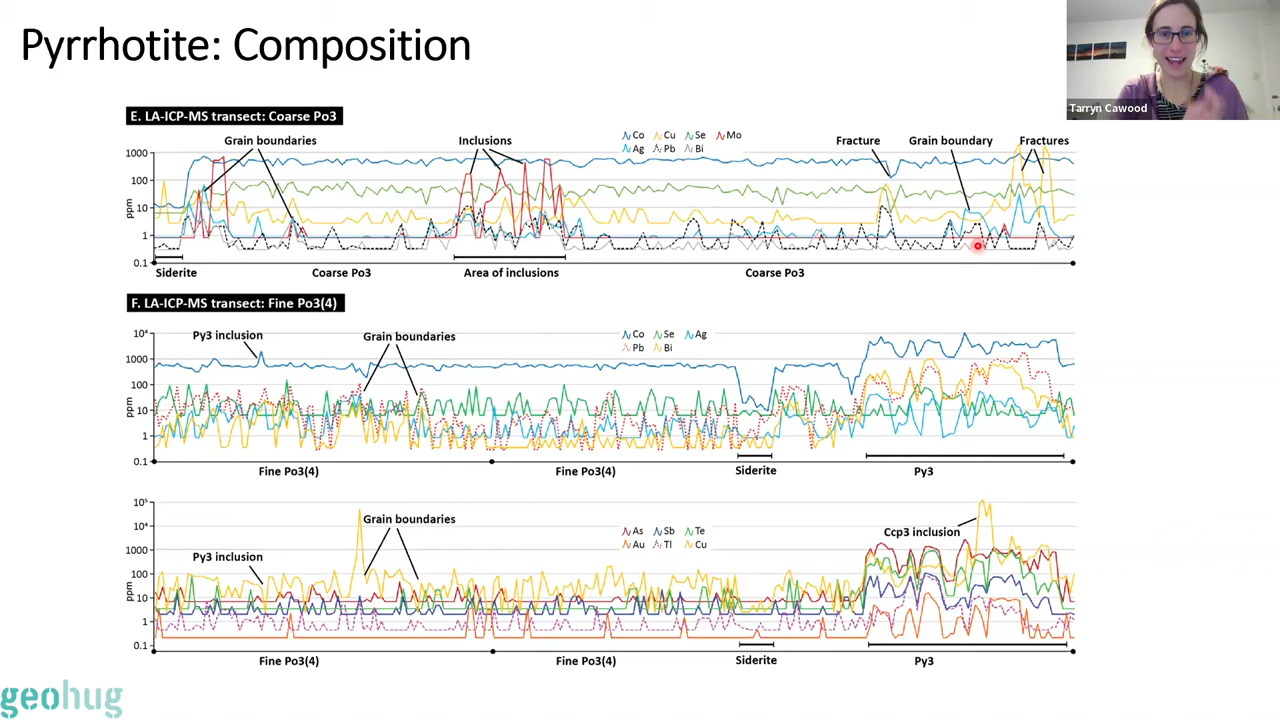 Pyrrhotite: Composition
Tarryn Cawood
E. LA-ICP-MS transect: Coarse Po3
Grain boundaries
Inclusions
Co Cu Se Mo
Ag Pb Bi
Fracture
Grain boundary
Fractures
1000
100
10
1
0.1
ppm
Siderite
Coarse Po3
Area of inclusions
Coarse Po3
F. LA-ICP-MS transect: Fine Po3(4)
Py3 inclusion
Grain boundaries
Co Se Ag
Pb Bi
10⁴
1000
100
10
1
0.1
ppm
Fine Po3(4)
Fine Po3(4)
Siderite
Py3
Grain boundaries
Py3 inclusion
As Sb Te
Au Tl Cu
Ccp3 inclusion
10⁵
10⁴
1000
100
10
1
0.1
ppm
Fine Po3(4)
Fine Po3(4)
Siderite
Py3
geohug